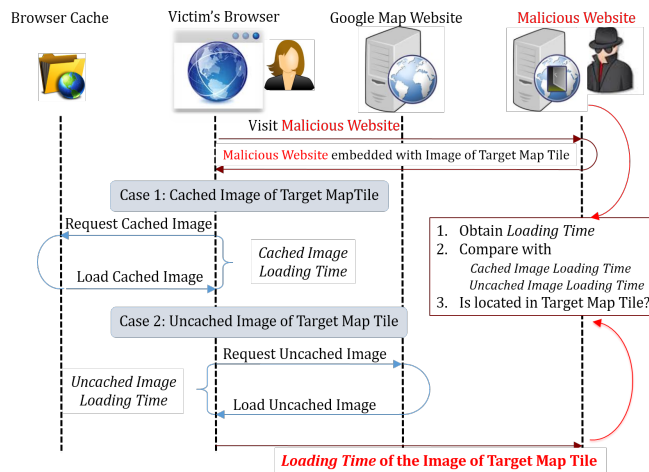 Browser Cache
Victim's Browser
Google Map Website
Malicious Website
Visit Malicious Website
Malicious Website embedded with Image of Target Map Tile
Case 1: Cached Image of Target MapTile
Request Cached Image
Cached Image
Loading Time
Load Cached Image
1. Obtain Loading Time
2. Compare with
Cached Image Loading Time
Uncached Image Loading Time
3. Is located in Target Map Tile?
Case 2: Uncached Image of Target Map Tile
Request Uncached Image
Uncached Image
Loading Time
Load Uncached Image
Loading Time of the Image of Target Map Tile